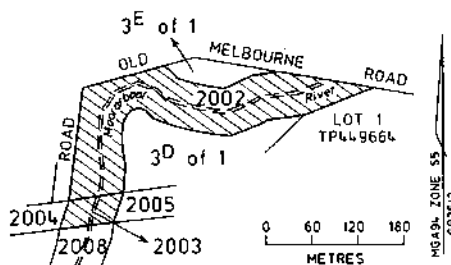 3ᴱ of 1
OLD MELBOURNE ROAD
2002
River
Moorarbool
LOT 1
TP449664
3ᴰ of 1
ROAD
2004
2005
2008
2003
0 60 120 180
METRES
MGA94 ZONE 55